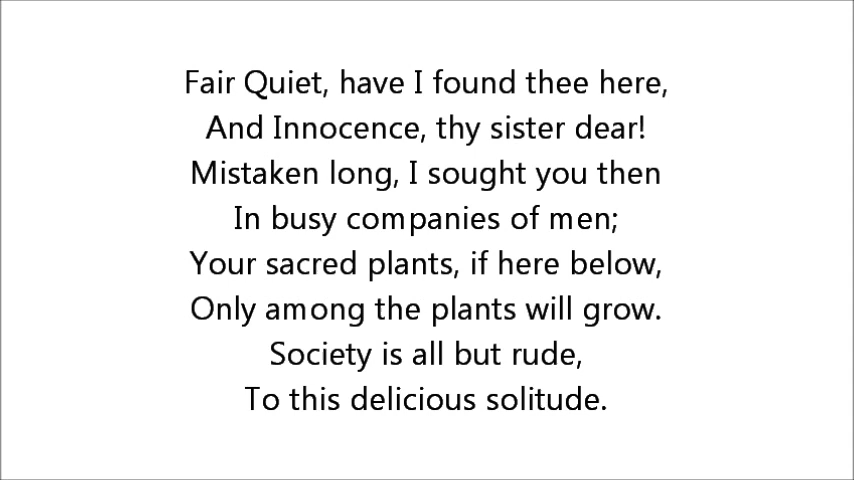 Fair Quiet, have I found thee here,
And Innocence, thy sister dear!
Mistaken long, I sought you then
In busy companies of men;
Your sacred plants, if here below,
Only among the plants will grow.
Society is all but rude,
To this delicious solitude.